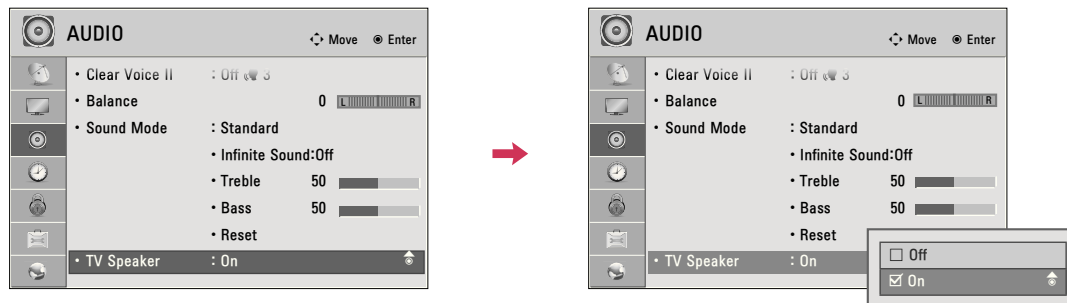 AUDIO Move Enter
• Clear Voice II : Off 3
• Balance 0 L R
• Sound Mode : Standard
• Infinite Sound:Off
• Treble 50
• Bass 50
• Reset
• TV Speaker : On
AUDIO Move Enter
• Clear Voice II : Off 3
• Balance 0 L R
• Sound Mode : Standard
• Infinite Sound:Off
• Treble 50
• Bass 50
• Reset
• TV Speaker : On
Off
On